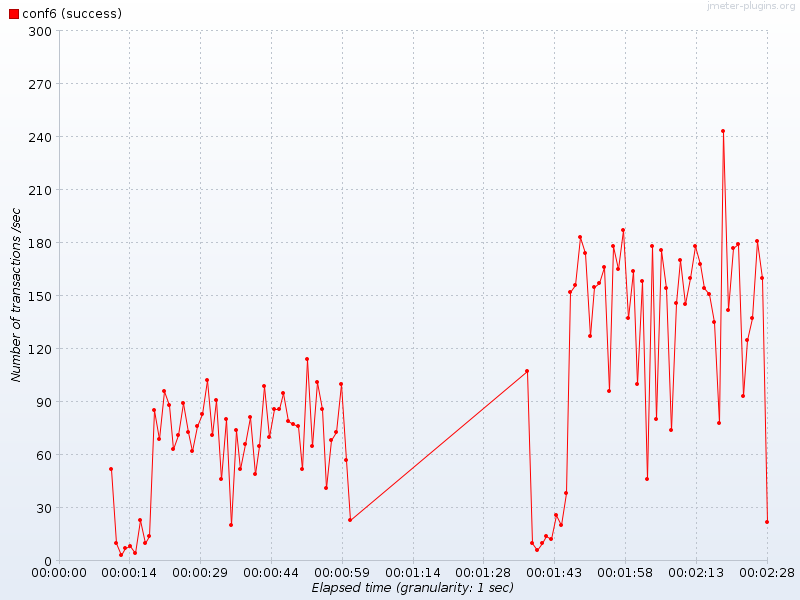 jmeter-plugins.org
conf6 (success)
300
270
240
210
180
150
120
90
60
30
0
Number of transactions /sec
00:00:00 00:00:14 00:00:29 00:00:44 00:00:59 00:01:14 00:01:28 00:01:43 00:01:58 00:02:13 00:02:28
Elapsed time (granularity: 1 sec)